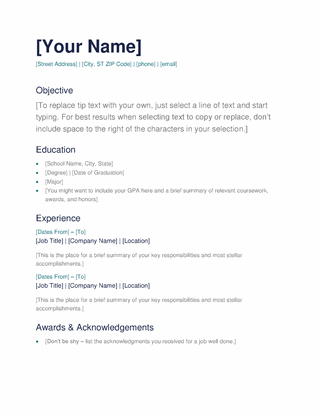 [Your Name]
[Street Address] | [City, ST ZIP Code] | [phone] | [email]
Objective
[To replace tip text with your own, just select a line of text and start
typing. For best results when selecting text to copy or replace, don't
include space to the right of the characters in your selection.]
Education
[School Name, City, State]
[Degree] | [Date of Graduation]
[Major]
[You might want to include your GPA here and a brief summary of relevant coursework,
awards, and honors]
Experience
[Dates From] – [To]
[Job Title] | [Company Name] | [Location]
[This is the place for a brief summary of your key responsibilities and most stellar
accomplishments.]
[Dates From] – [To]
[Job Title] | [Company Name] | [Location]
[This is the place for a brief summary of your key responsibilities and most stellar
accomplishments.]
Awards & Acknowledgements
[Don't be shy – list the acknowledgments you received for a job well done.]